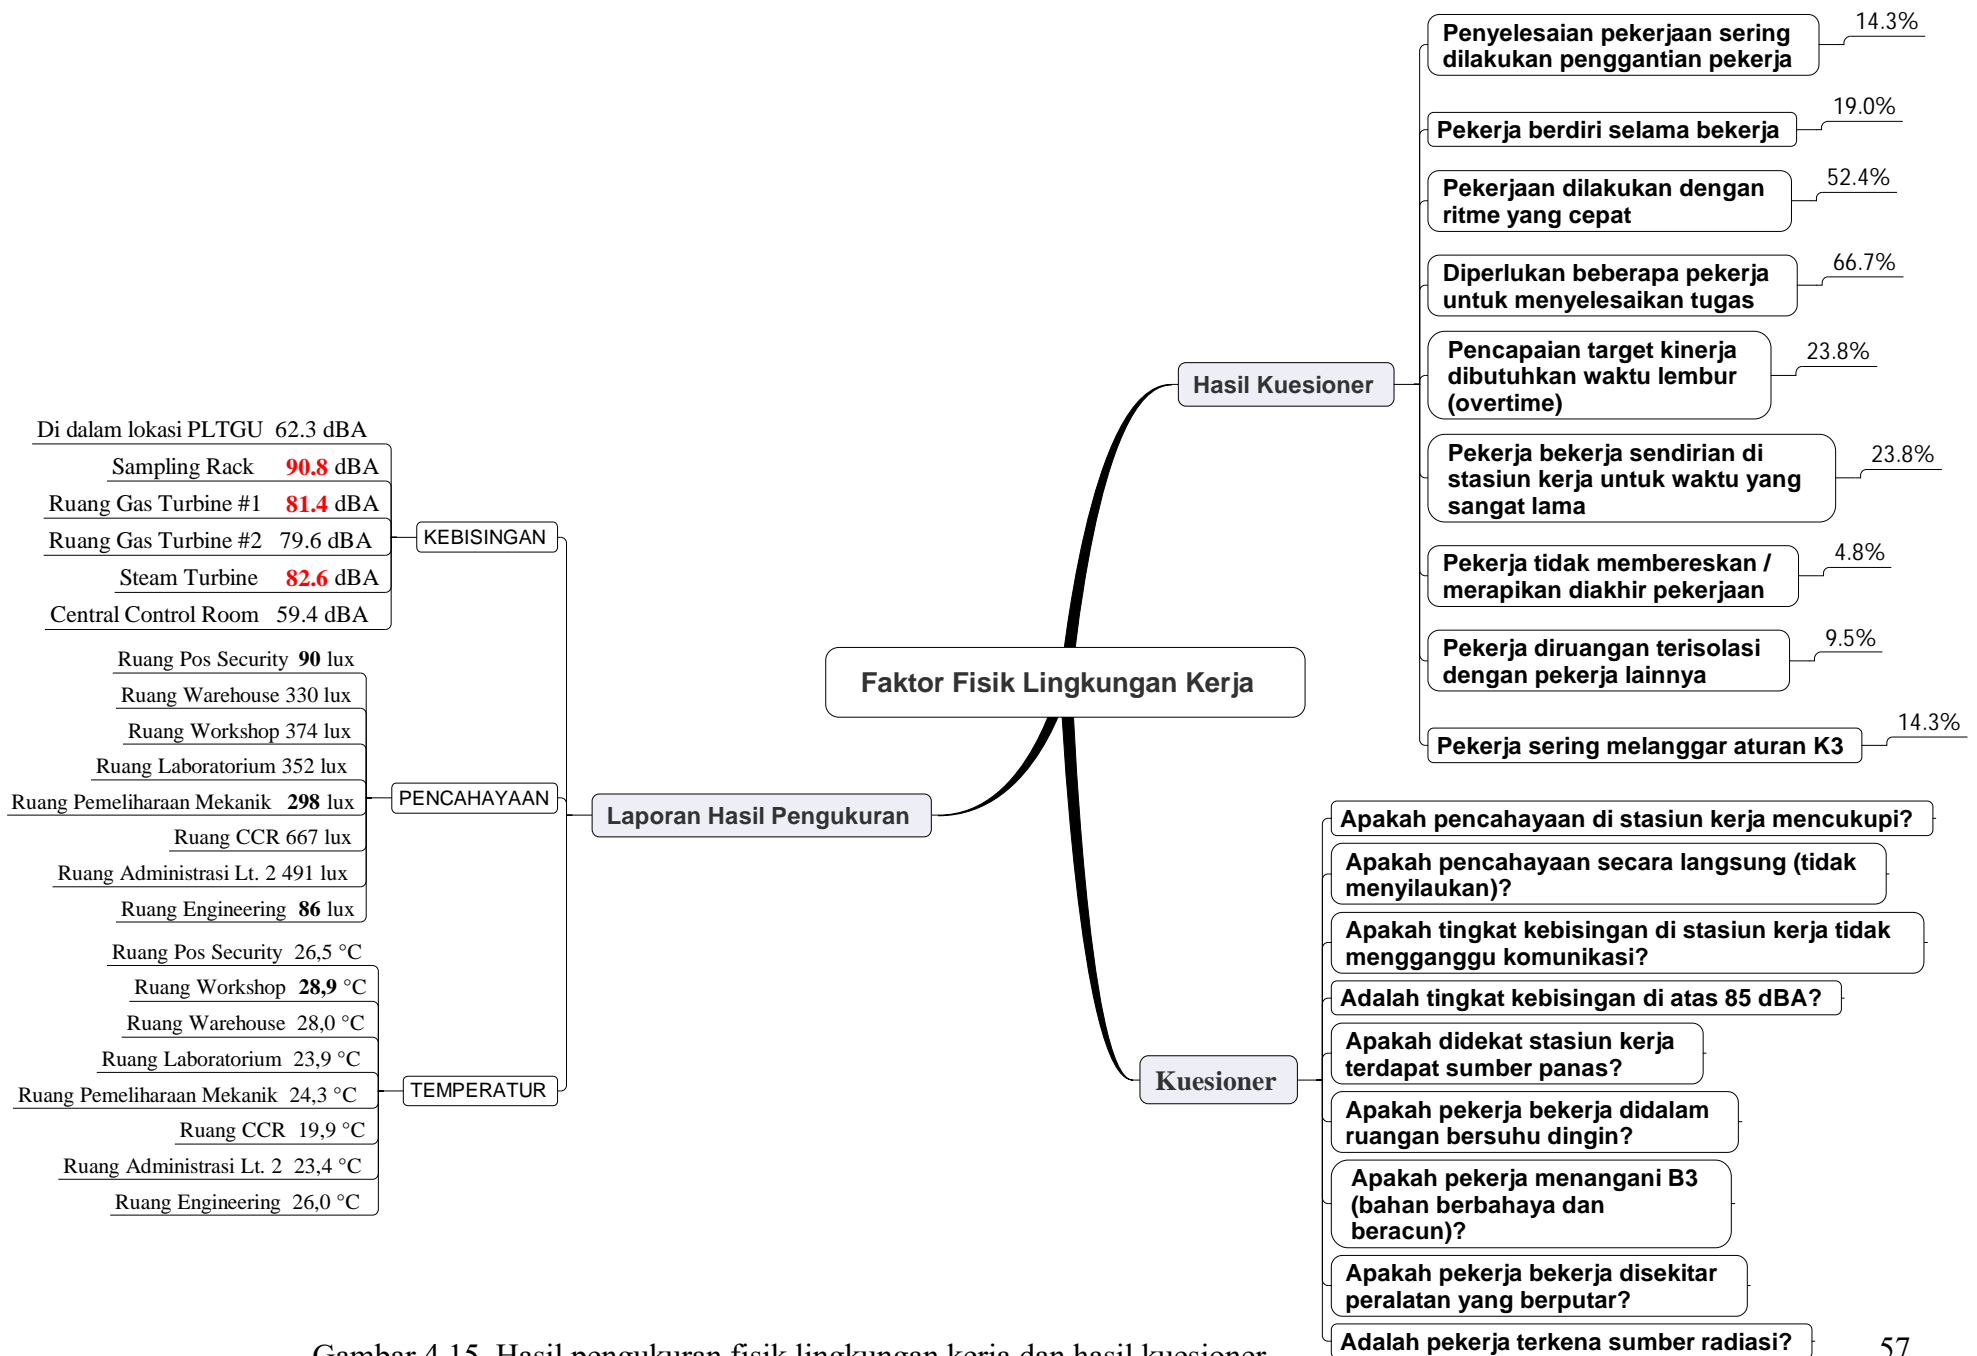 Faktor Fisik Lingkungan Kerja
Hasil Kuesioner
Penyelesaian pekerjaan sering
dilakukan penggantian pekerja
14.3%
Pekerja berdiri selama bekerja
19.0%
Pekerjaan dilakukan dengan
ritme yang cepat
52.4%
Diperlukan beberapa pekerja
untuk menyelesaikan tugas
66.7%
Pencapaian target kinerja
dibutuhkan waktu lembur
(overtime)
23.8%
Pekerja bekerja sendirian di
stasiun kerja untuk waktu yang
sangat lama
23.8%
Pekerja tidak membereskan /
merapikan diakhir pekerjaan
4.8%
Pekerja diruangan terisolasi
dengan pekerja lainnya
9.5%
Pekerja sering melanggar aturan K3
14.3%
Kuesioner
Apakah pencahayaan di stasiun kerja mencukupi?
Apakah pencahayaan secara langsung (tidak
menyilaukan)?
Apakah tingkat kebisingan di stasiun kerja tidak
mengganggu komunikasi?
Adalah tingkat kebisingan di atas 85 dBA?
Apakah didekat stasiun kerja
terdapat sumber panas?
Apakah pekerja bekerja didalam
ruangan bersuhu dingin?
Apakah pekerja menangani B3
(bahan berbahaya dan
beracun)?
Apakah pekerja bekerja disekitar
peralatan yang berputar?
Adalah pekerja terkena sumber radiasi?
Laporan Hasil Pengukuran
KEBISINGAN
Di dalam lokasi PLTGU 62.3 dBA
Sampling Rack 90.8 dBA
Ruang Gas Turbine #1 81.4 dBA
Ruang Gas Turbine #2 79.6 dBA
Steam Turbine 82.6 dBA
Central Control Room 59.4 dBA
PENCAHAYAAN
Ruang Pos Security 90 lux
Ruang Warehouse 330 lux
Ruang Workshop 374 lux
Ruang Laboratorium 352 lux
Ruang Pemeliharaan Mekanik 298 lux
Ruang CCR 667 lux
Ruang Administrasi Lt. 2 491 lux
Ruang Engineering 86 lux
TEMPERATUR
Ruang Pos Security 26,5 °C
Ruang Workshop 28,9 °C
Ruang Warehouse 28,0 °C
Ruang Laboratorium 23,9 °C
Ruang Pemeliharaan Mekanik 24,3 °C
Ruang CCR 19,9 °C
Ruang Administrasi Lt. 2 23,4 °C
Ruang Engineering 26,0 °C
Gambar 4.15 Hasil pengukuran fisik lingkungan kerja dan hasil kuesioner
57